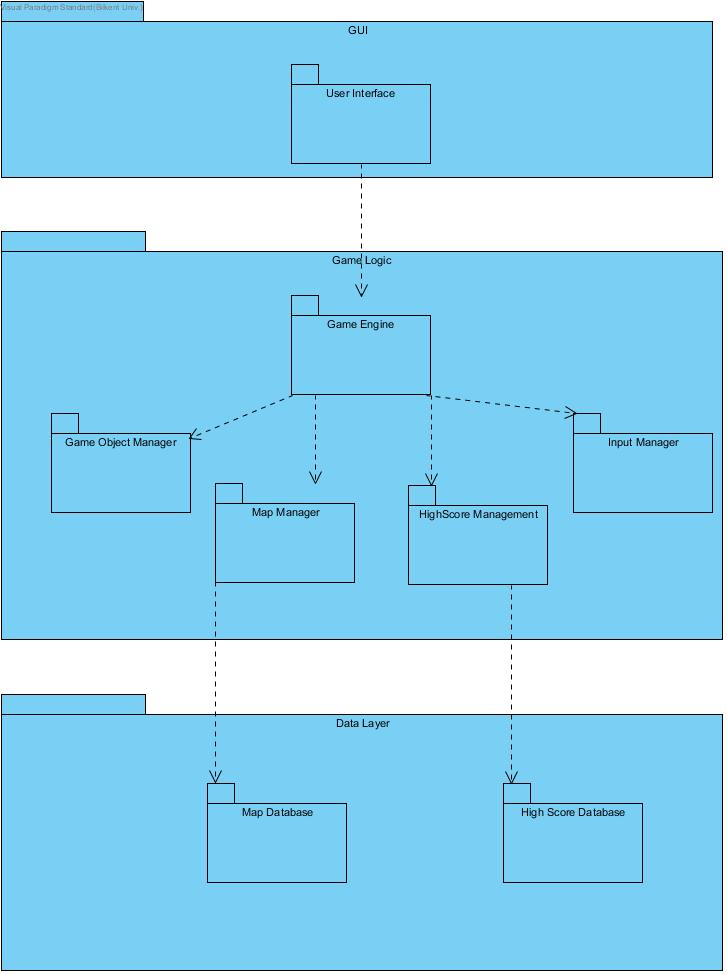 Visual Paradigm Standard(Bilkent Univ.)
GUI
User Interface
Game Logic
Game Engine
Game Object Manager
Input Manager
Map Manager
HighScore Management
Data Layer
Map Database
High Score Database